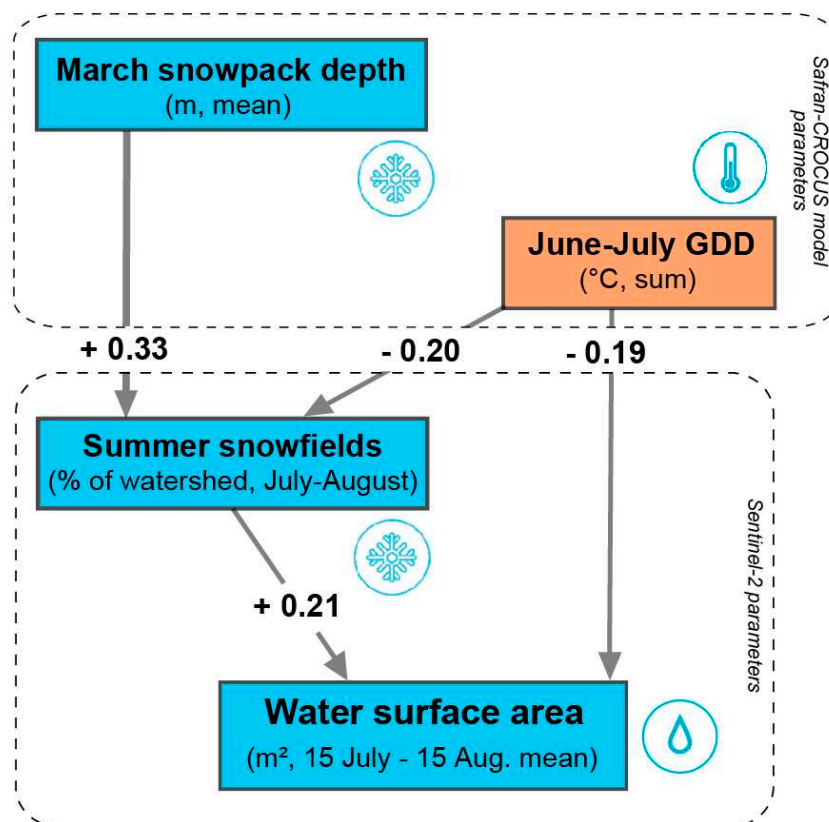 March snowpack depth
(m, mean)
Safran-CROCUS model
parameters
June-July GDD
(°C, sum)
+ 0.33
- 0.20
- 0.19
Summer snowfields
(% of watershed, July-August)
Sentinel-2 parameters
+ 0.21
Water surface area
(m², 15 July - 15 Aug. mean)